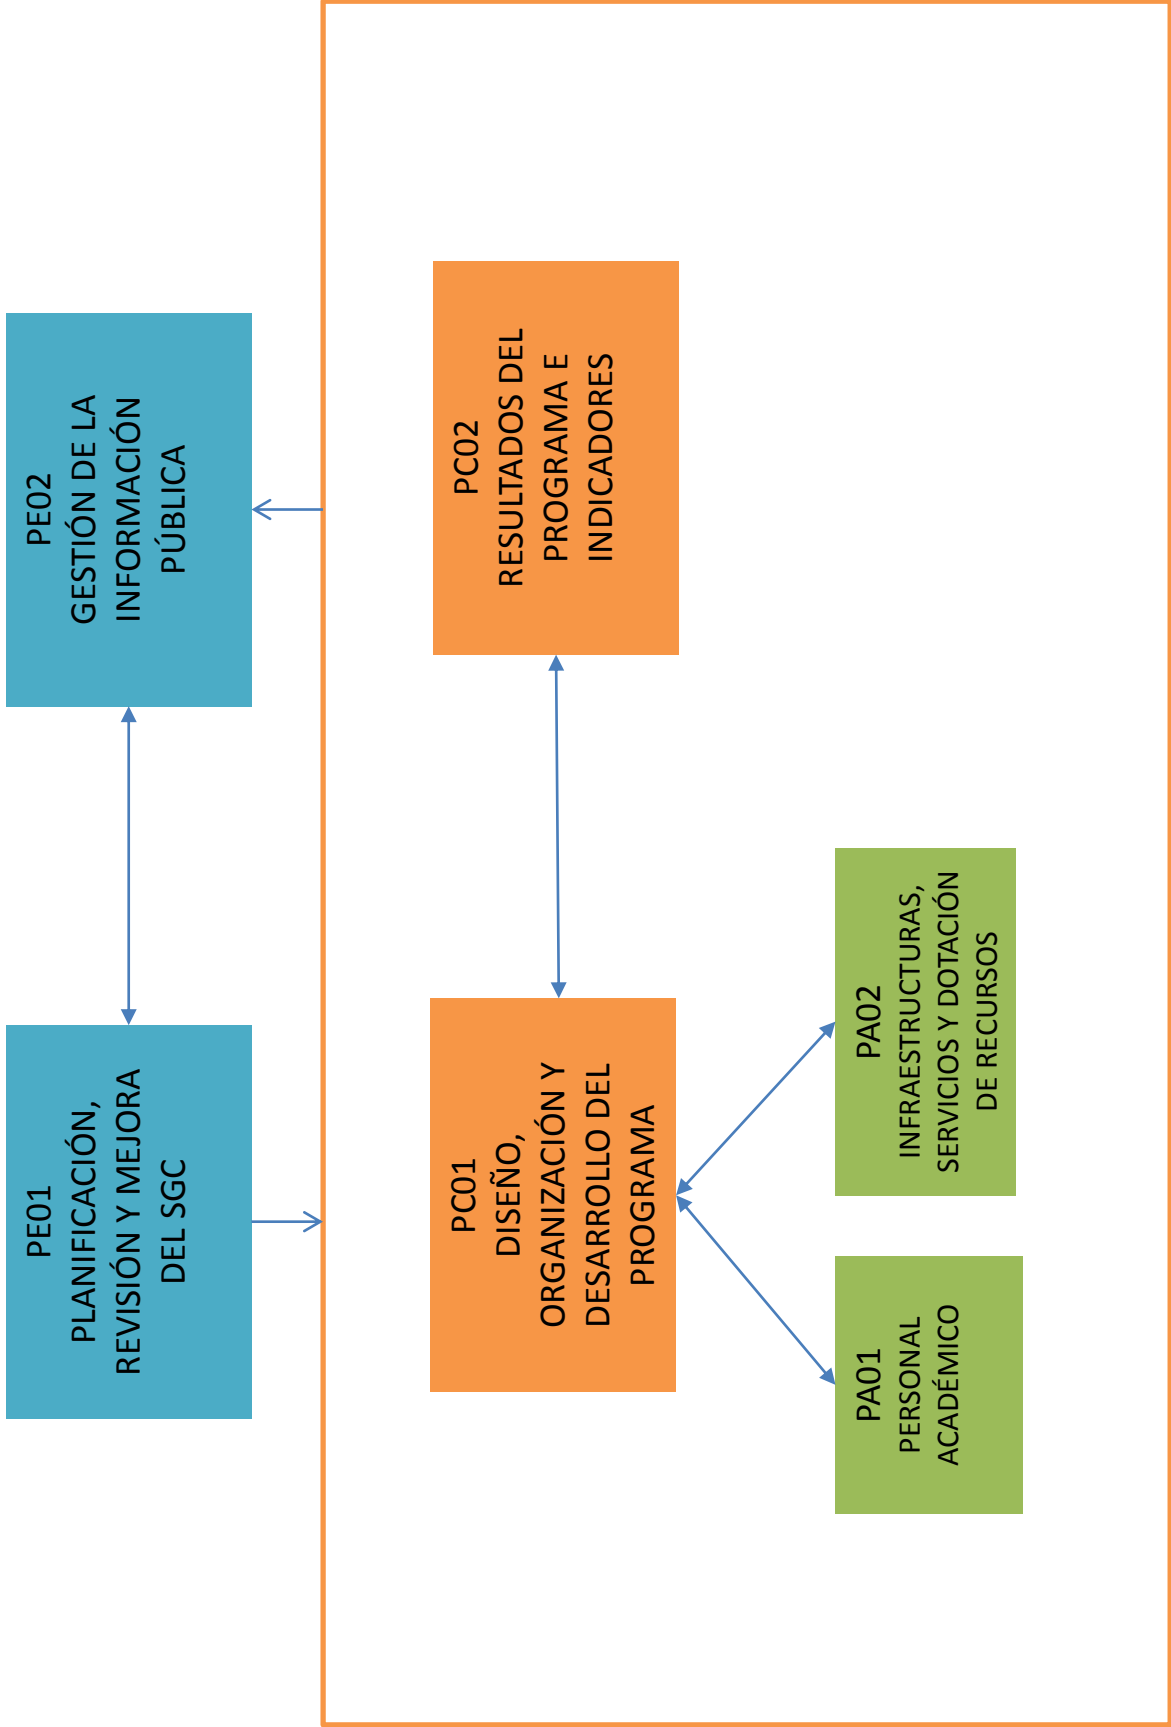 PE01
PLANIFICACIÓN,
REVISIÓN Y MEJORA
DEL SGC
PE02
GESTIÓN DE LA
INFORMACIÓN
PÚBLICA
PC01
DISEÑO,
ORGANIZACIÓN Y
DESARROLLO DEL
PROGRAMA
PC02
RESULTADOS DEL
PROGRAMA E
INDICADORES
PA01
PERSONAL
ACADÉMICO
PA02
INFRAESTRUCTURAS,
SERVICIOS Y DOTACIÓN
DE RECURSOS